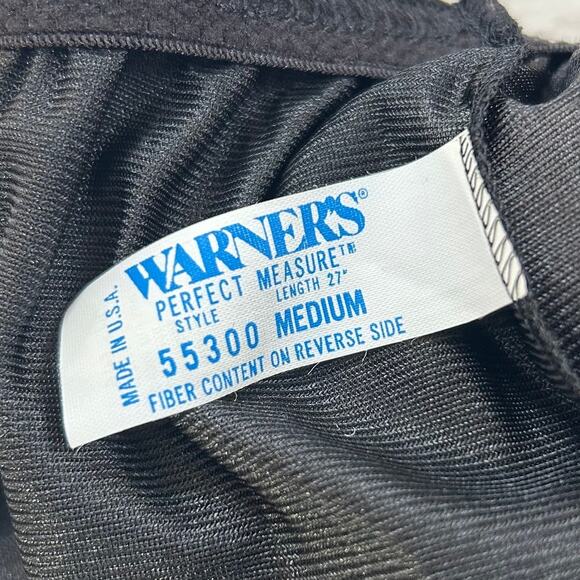 WARNER'S®
PERFECT MEASURE™
STYLE LENGTH 27"
55300 MEDIUM
FIBER CONTENT ON REVERSE SIDE
MADE IN U.S.A.